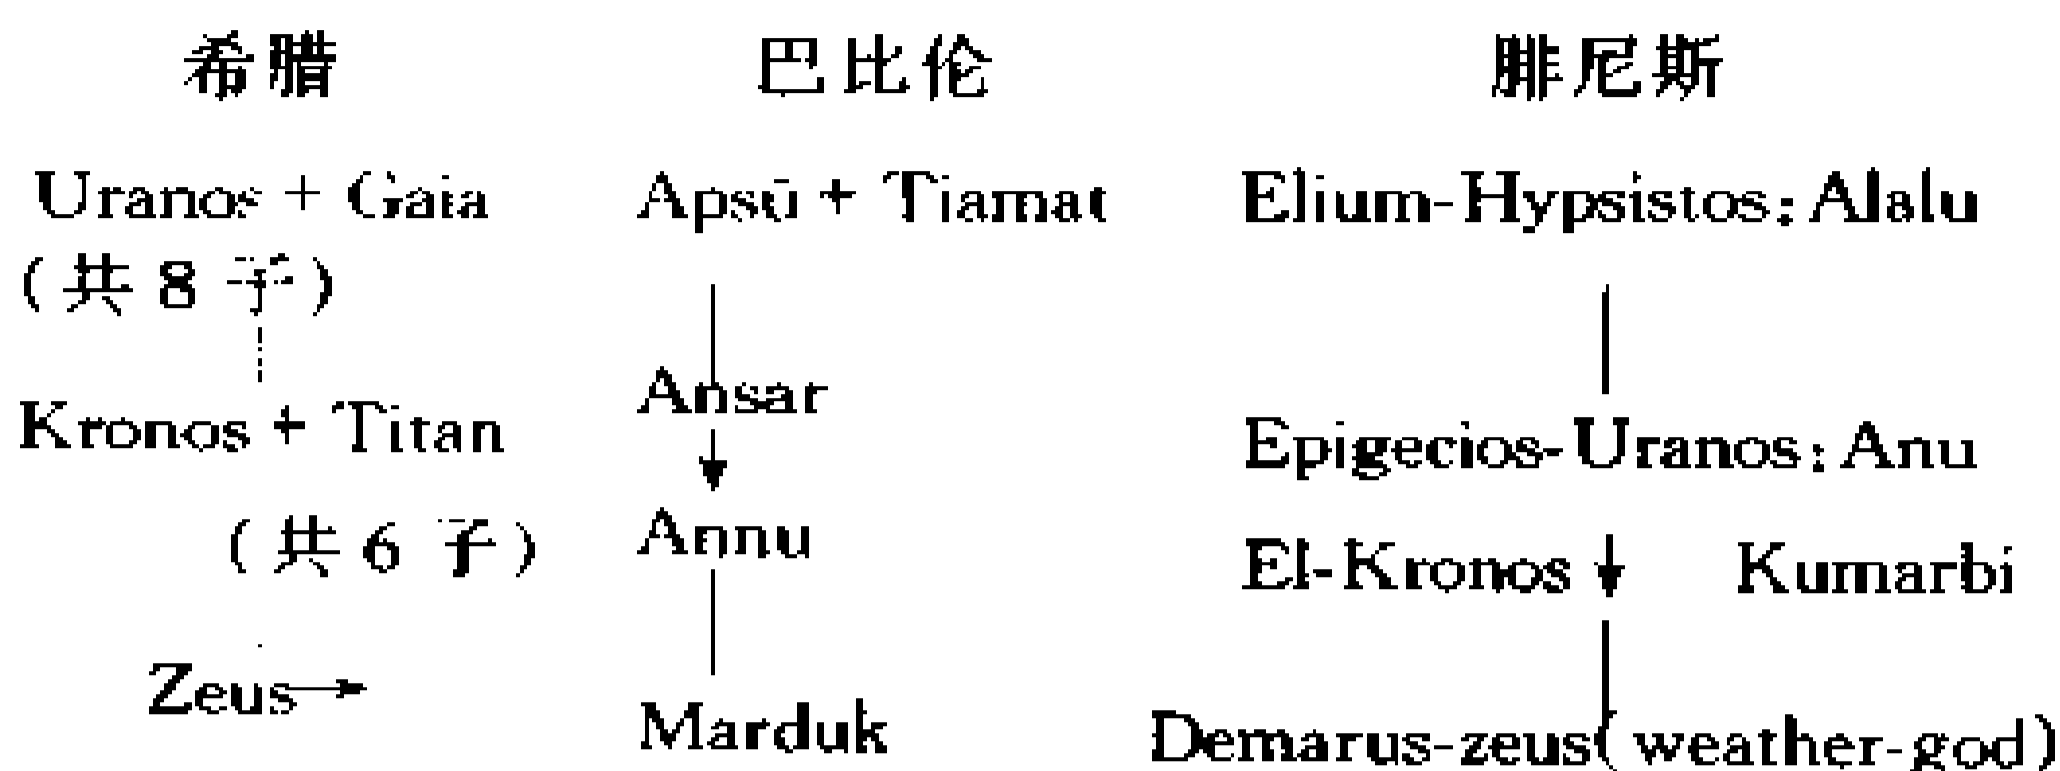 希腊
Uranos + Gaia
(共 8 子)
Kronos + Titan
(共 6 子)
Zeus→
巴比伦
Apsū + Tiamat
Ansar
Annu
Marduk
腓尼斯
Elium-Hypsistos:Alalu
Epigecios-Uranos:Anu
El-Kronos Kumarbi
Demarus-zeus(weather-god)